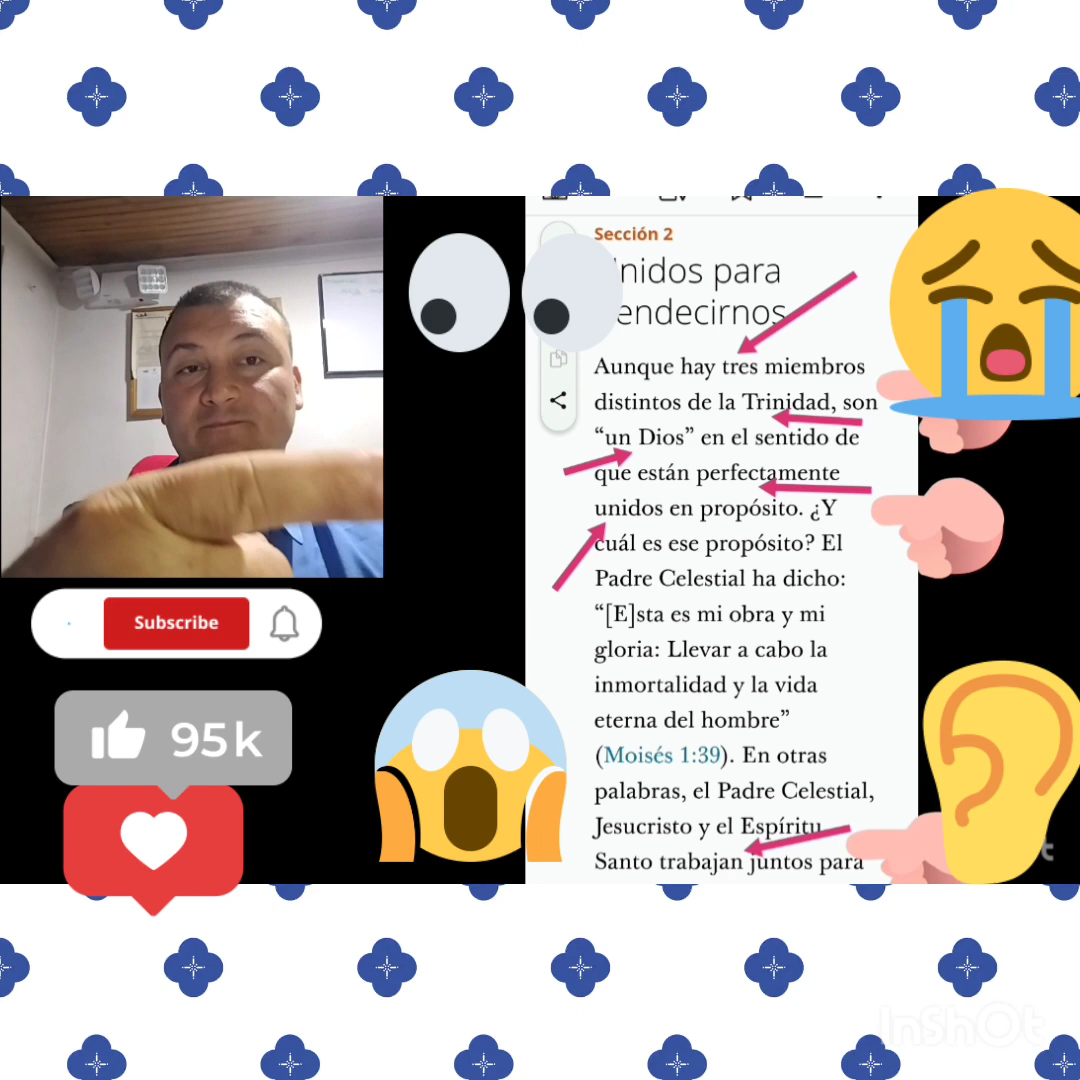 Sección 2
nidos para
endecirnos
Aunque hay tres miembros
distintos de la Trinidad, son
“un Dios” en el sentido de
que están perfectamente
unidos en propósito. ¿Y
cuál es ese propósito? El
Padre Celestial ha dicho:
“[E]sta es mi obra y mi
gloria: Llevar a cabo la
inmortalidad y la vida
eterna del hombre”
(Moisés 1:39). En otras
palabras, el Padre Celestial,
Jesucristo y el Espíritu
Santo trabajan juntos para
Subscribe
95k
InShOt